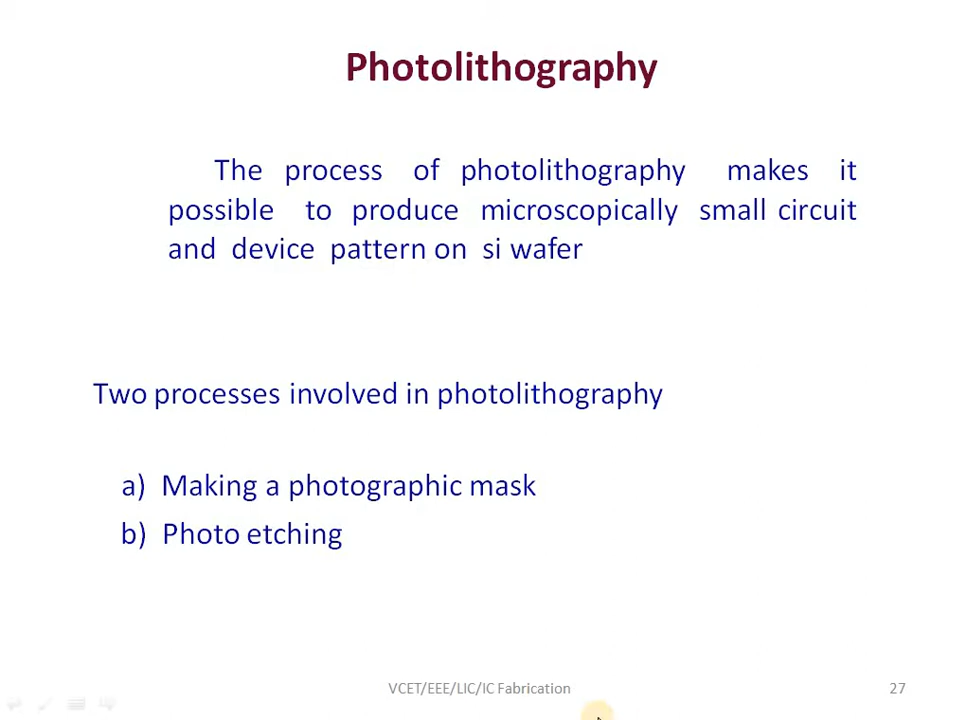 Photolithography
The process of photolithography makes it
possible to produce microscopically small circuit
and device pattern on si wafer
Two processes involved in photolithography
a) Making a photographic mask
b) Photo etching
VCET/EEE/LIC/IC Fabrication
27